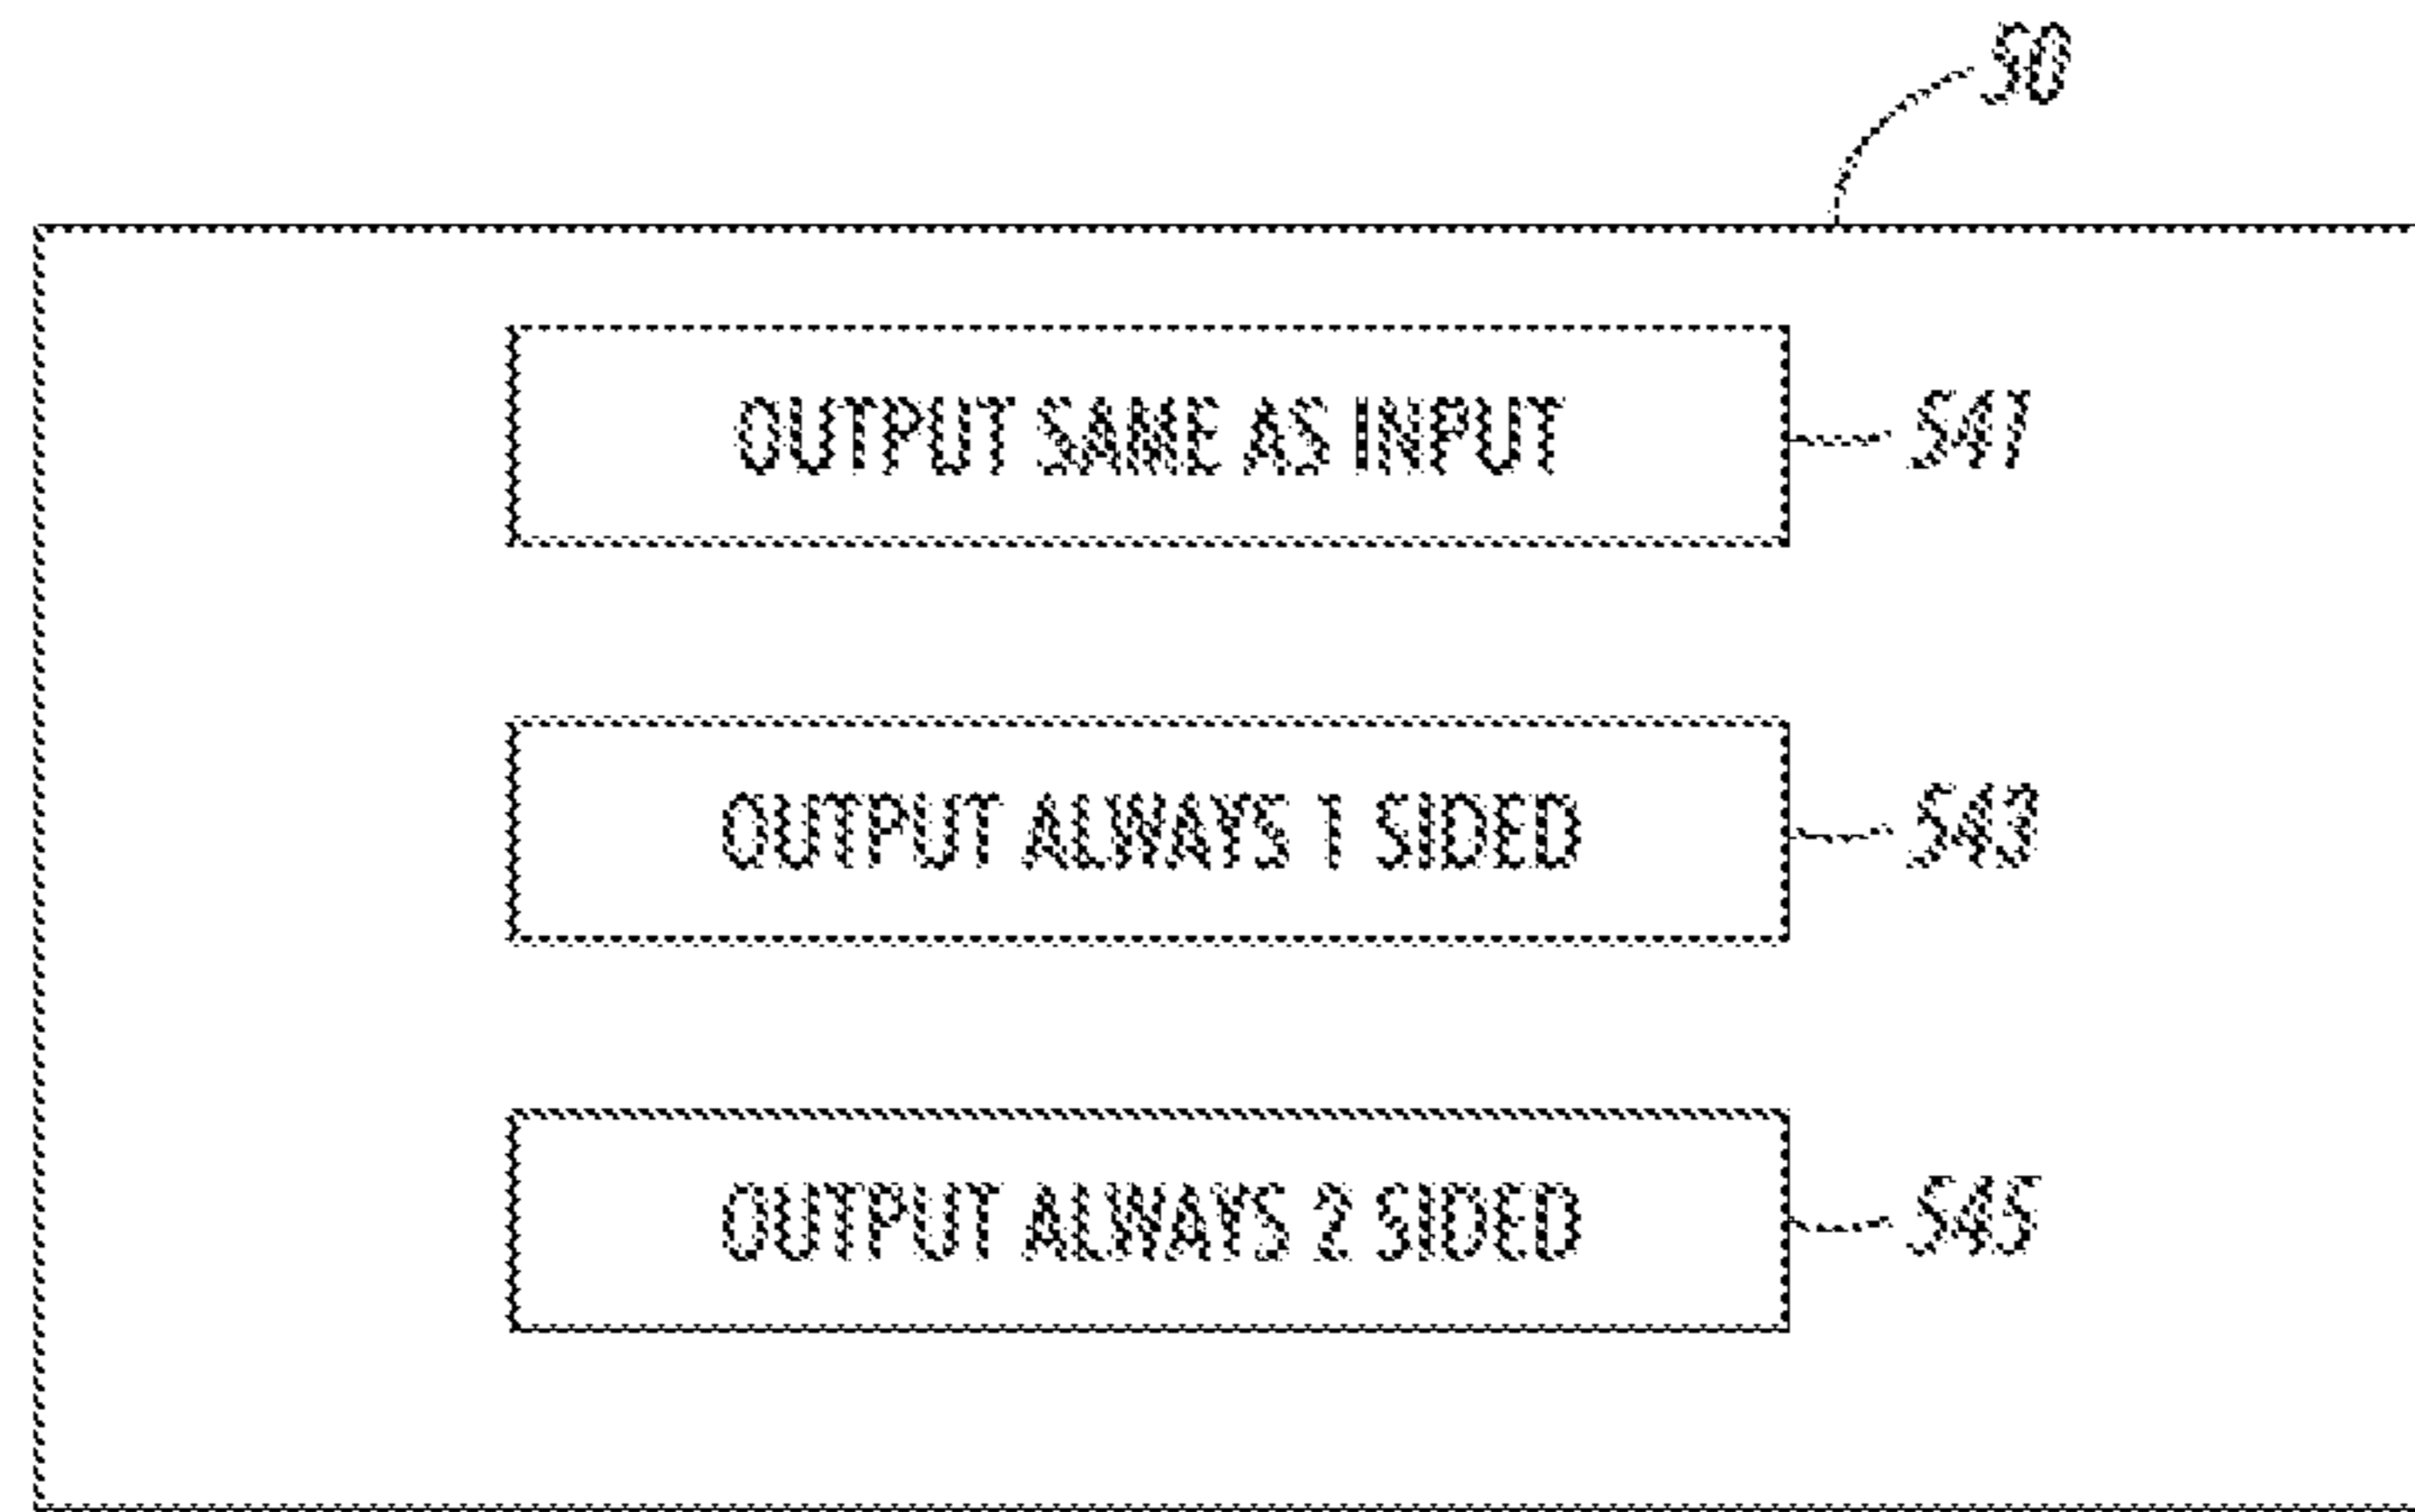 50
OUTPUT SAME AS INPUT
541
OUTPUT ALWAYS 1 SIDED
543
OUTPUT ALWAYS 2 SIDED
545